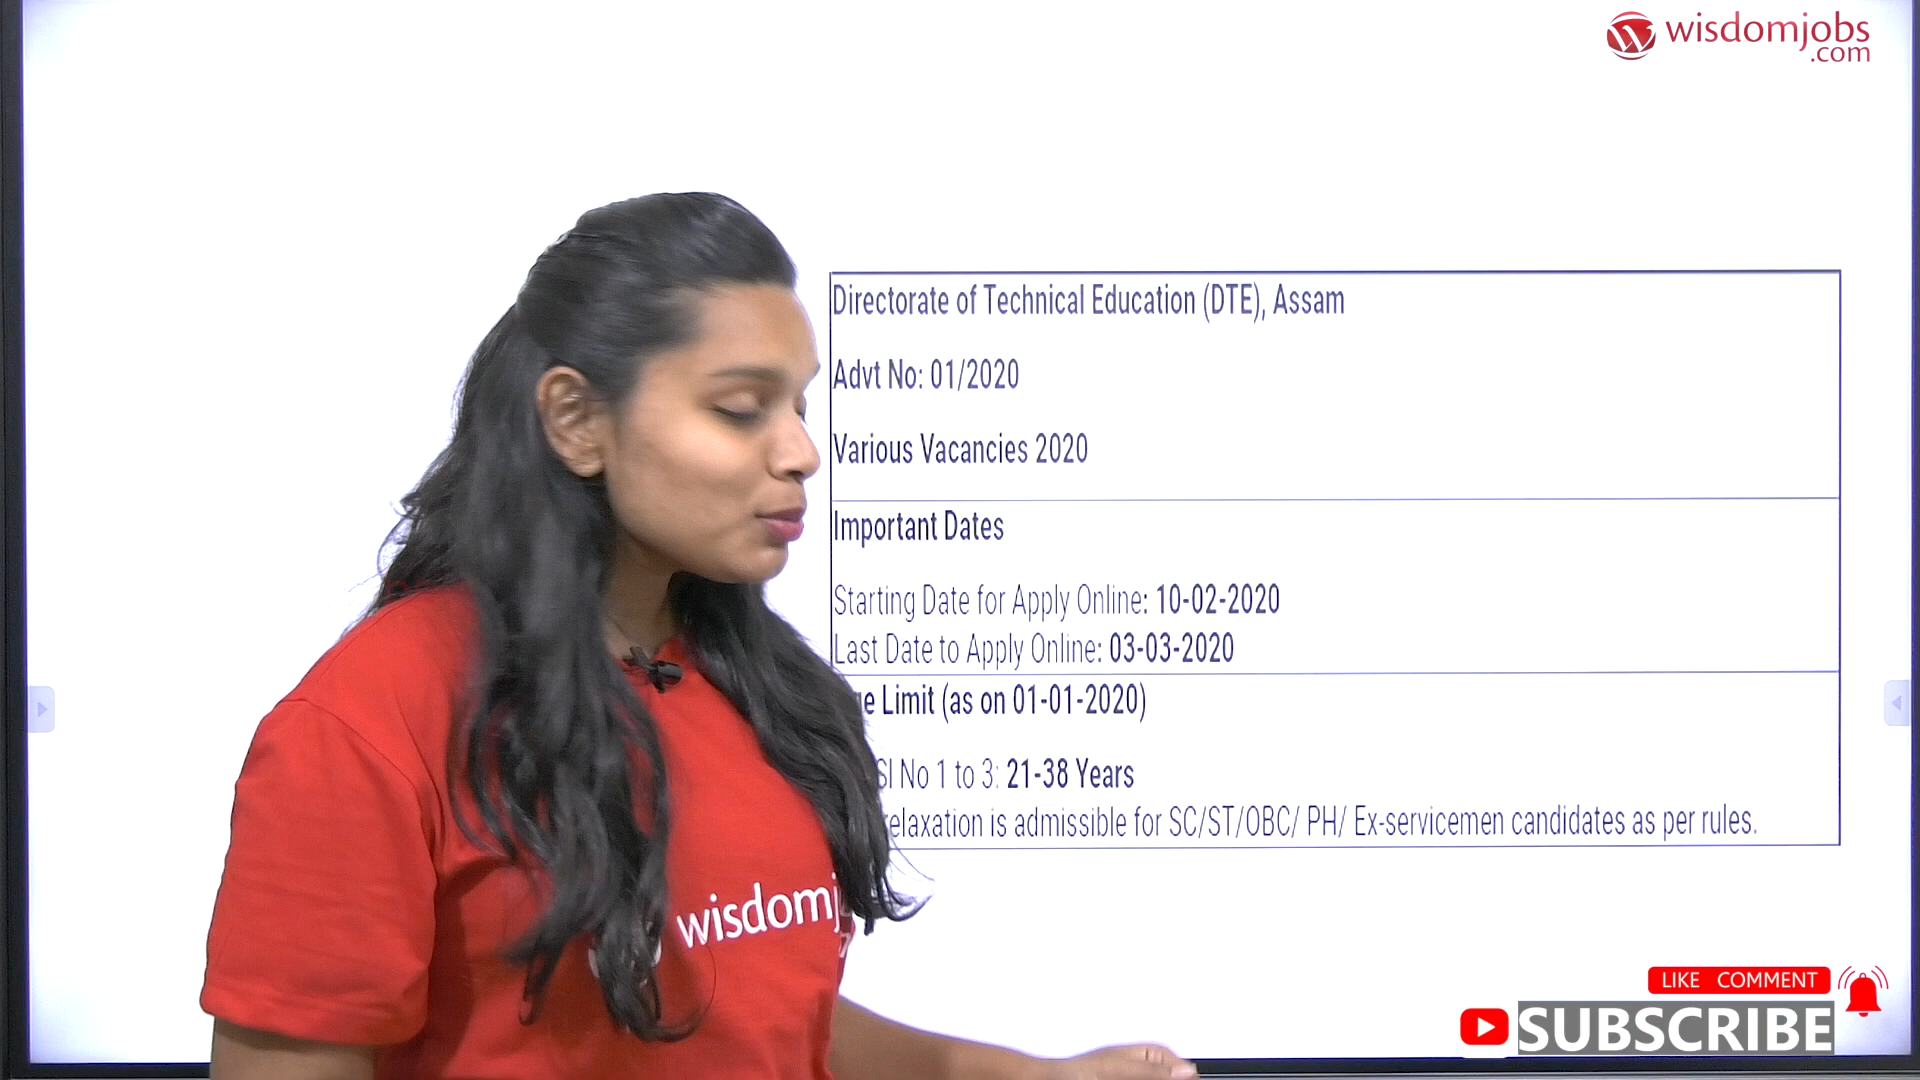 wisdomjobs
.com
Directorate of Technical Education (DTE), Assam
Advt No: 01/2020
Various Vacancies 2020
Important Dates
Starting Date for Apply Online: 10-02-2020
Last Date to Apply Online: 03-03-2020
Limit (as on 01-01-2020)
Sl No 1 to 3: 21-38 Years
relaxation is admissible for SC/ST/OBC/ PH/ Ex-servicemen candidates as per rules.
wisdomj
LIKE COMMENT
SUBSCRIBE